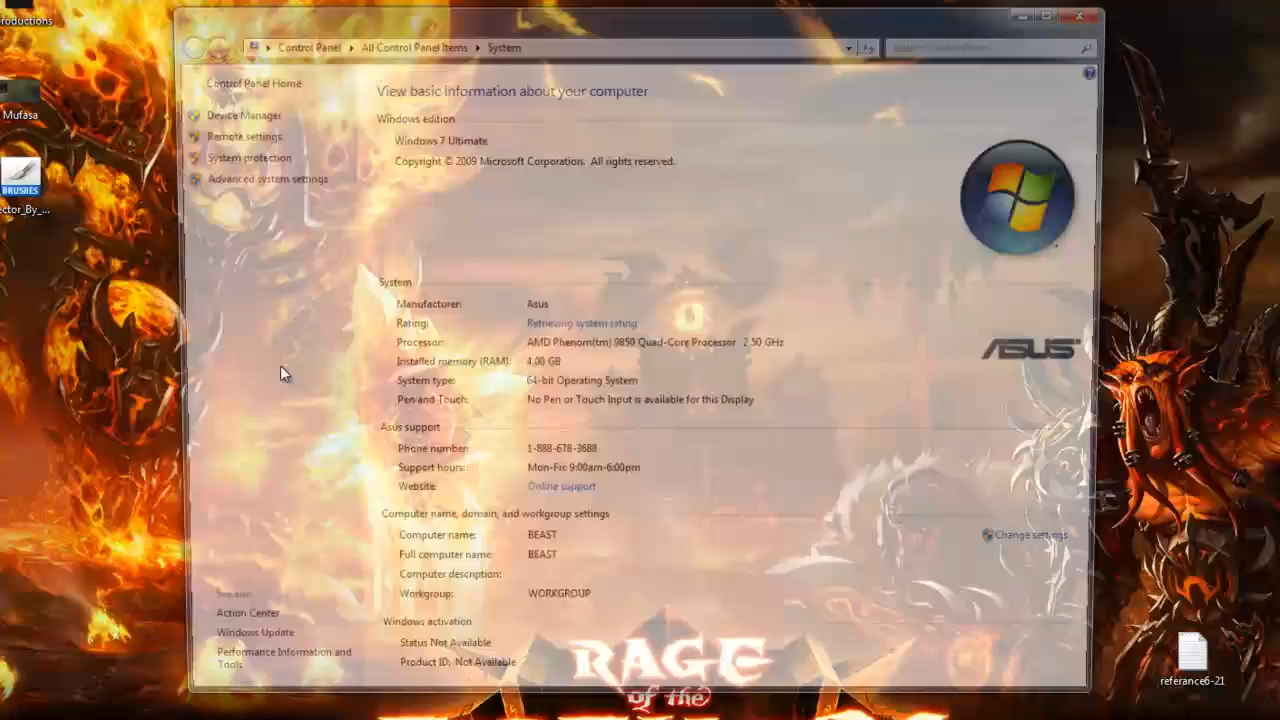 roductions
Mufasa
BRUSHES
ector_By_...
Control Panel ▸ All Control Panel Items ▸ System
Control Panel Home
Device Manager
Remote settings
System protection
Advanced system settings
View basic information about your computer
Windows edition
Windows 7 Ultimate
Copyright © 2009 Microsoft Corporation. All rights reserved.
System
Manufacturer: Asus
Rating: Retrieving system rating
Processor: AMD Phenom(tm) 9850 Quad-Core Processor 2.50 GHz
Installed memory (RAM): 4.00 GB
System type: 64-bit Operating System
Pen and Touch: No Pen or Touch Input is available for this Display
ASUS
Asus support
Phone number: 1-888-678-3688
Support hours: Mon-Fri: 9:00am-6:00pm
Website: Online support
Computer name, domain, and workgroup settings
Computer name: BEAST
Change settings
Full computer name: BEAST
Computer description:
Workgroup: WORKGROUP
Windows activation
Status Not Available
Product ID: Not Available
See also
Action Center
Windows Update
Performance Information and
Tools
RAGE
of the
referance6-21